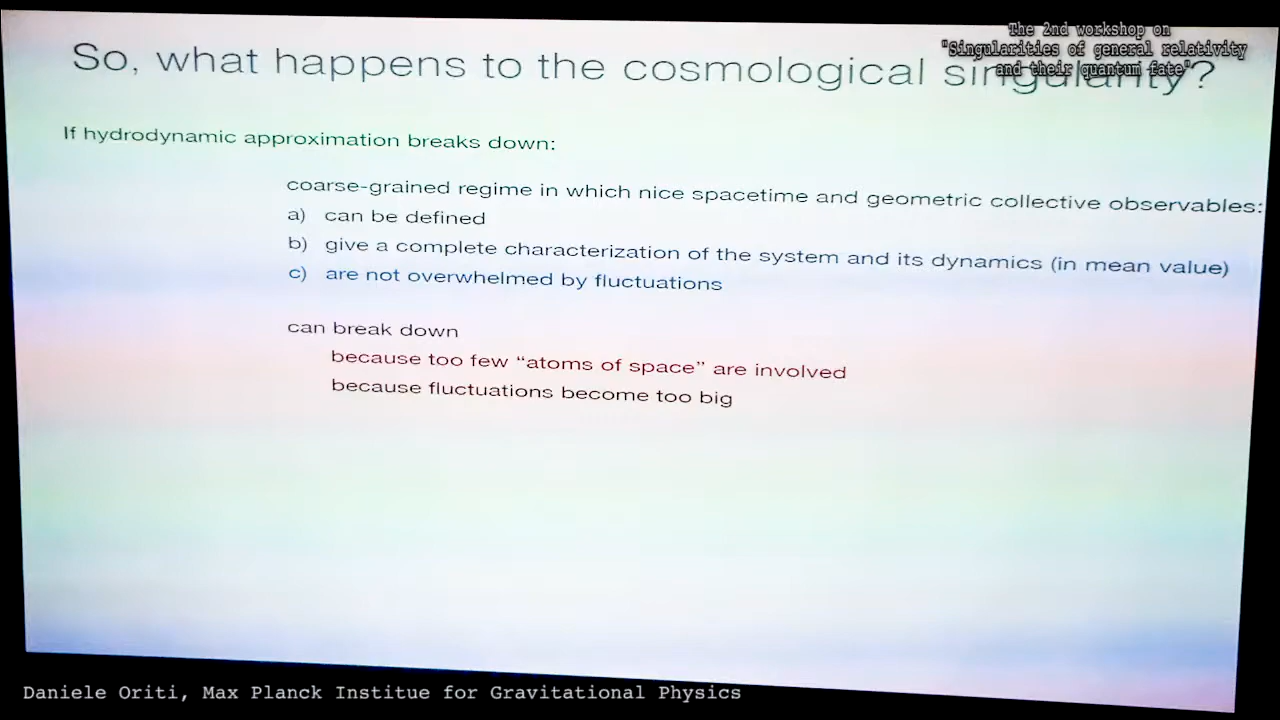 The 2nd workshop on
"Singularities of general relativity
and their quantum fate"
So, what happens to the cosmological singularity?
If hydrodynamic approximation breaks down:
coarse-grained regime in which nice spacetime and geometric collective observables:
a) can be defined
b) give a complete characterization of the system and its dynamics (in mean value)
c) are not overwhelmed by fluctuations
can break down
because too few “atoms of space” are involved
because fluctuations become too big
Daniele Oriti, Max Planck Institue for Gravitational Physics